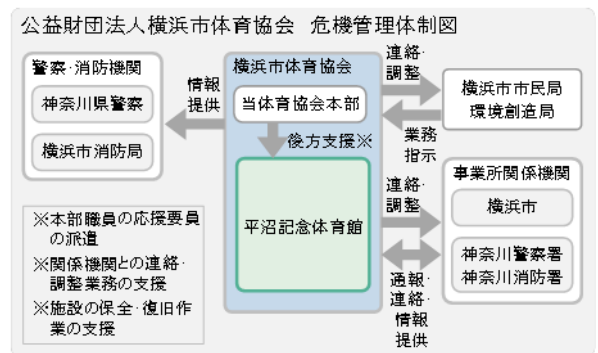 公益財団法人横浜市体育協会　危機管理体制図
警察･消防機関
神奈川県警察
横浜市消防局
情報
提供
横浜市体育協会
当体育協会本部
後方支援※
平沼記念体育館
連絡･
調整
業務
指示
横浜市市民局
環境創造局
連絡･
調整
通報･
連絡･
情報
提供
事業所関係機関
横浜市
神奈川警察署
神奈川消防署
※本部職員の応援要員
の派遣
※関係機関との連絡･
調整業務の支援
※施設の保全･復旧作
業の支援